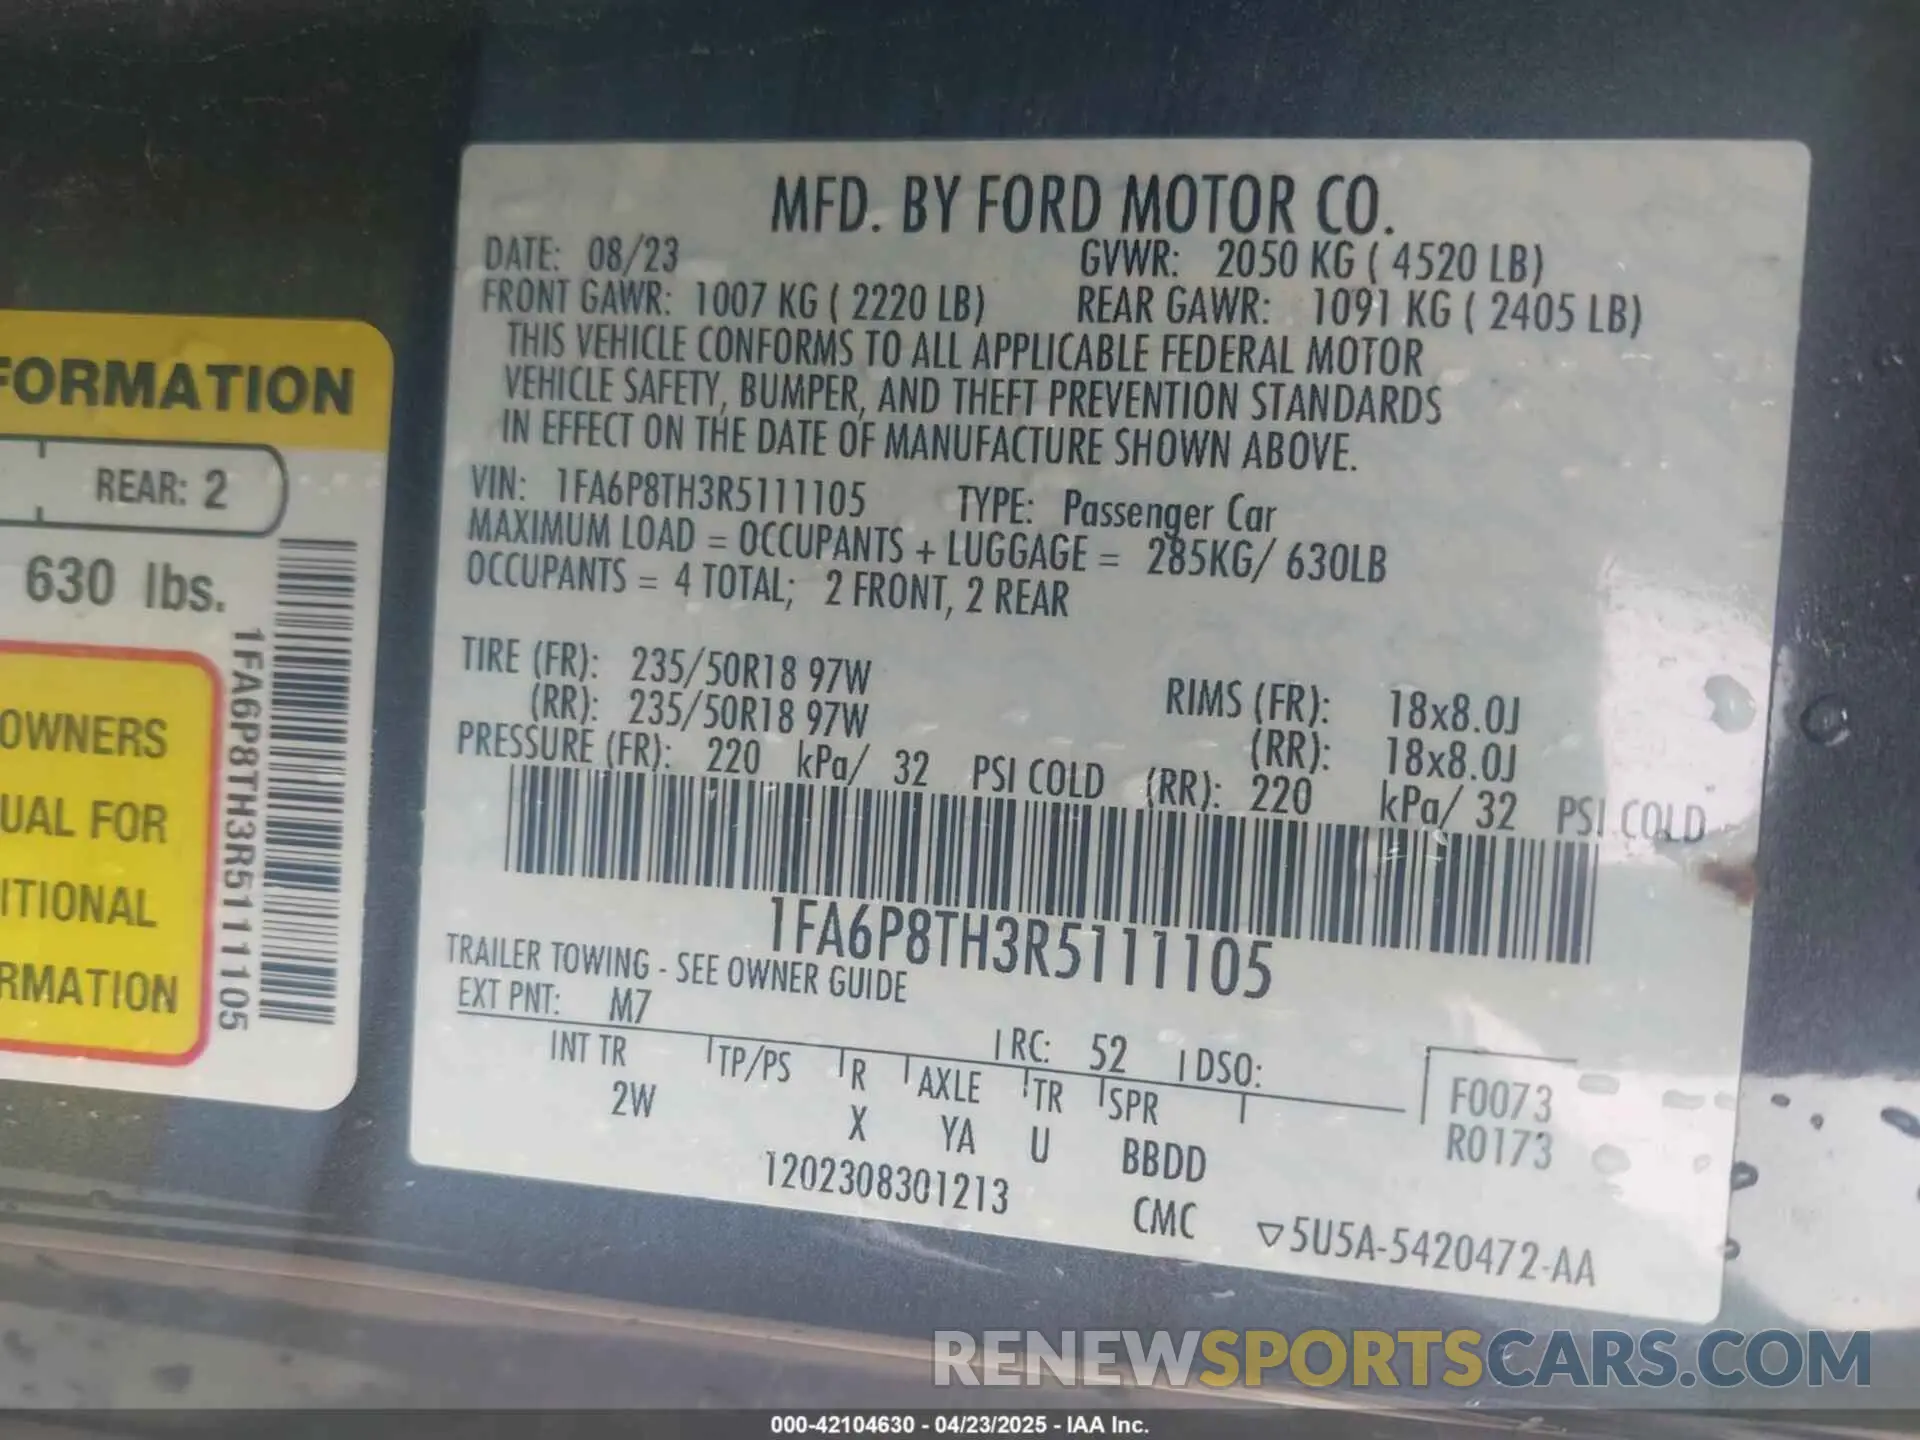 MFD. BY FORD MOTOR CO.
DATE: 08/23 GVWR: 2050 KG ( 4520 LB)
FRONT GAWR: 1007 KG ( 2220 LB) REAR GAWR: 1091 KG ( 2405 LB)
THIS VEHICLE CONFORMS TO ALL APPLICABLE FEDERAL MOTOR
VEHICLE SAFETY, BUMPER, AND THEFT PREVENTION STANDARDS
IN EFFECT ON THE DATE OF MANUFACTURE SHOWN ABOVE.
VIN: 1FA6P8TH3R5111105 TYPE: Passenger Car
MAXIMUM LOAD = OCCUPANTS + LUGGAGE = 285KG/ 630LB
OCCUPANTS = 4 TOTAL; 2 FRONT, 2 REAR
TIRE (FR): 235/50R18 97W RIMS (FR): 18x8.0J
(RR): 235/50R18 97W (RR): 18x8.0J
PRESSURE (FR): 220 kPa/ 32 PSI COLD (RR): 220 kPa/ 32 PSI COLD
1FA6P8TH3R5111105
TRAILER TOWING - SEE OWNER GUIDE
EXT PNT: M7 RC: 52 DSO:
INT TR TP/PS R AXLE TR SPR
2W X YA U BBDD
F0073
R0173
1202308301213 CMC ▽5U5A-5420472-AA
FORMATION
REAR: 2
630 lbs.
1FA6P8TH3R5111105
OWNERS
UAL FOR
ITIONAL
RMATION
RENEWSPORTSCARS.COM
000-42104630 - 04/23/2025 - IAA Inc.